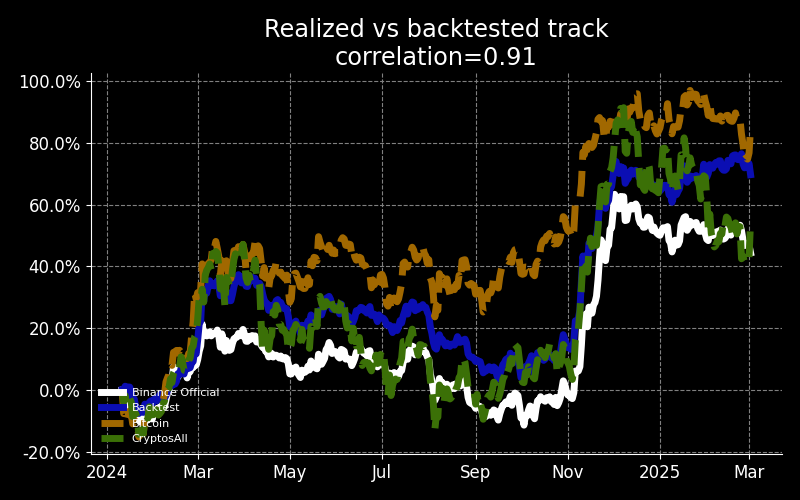 Realized vs backtested track
correlation=0.91
100.0%
80.0%
60.0%
40.0%
20.0%
0.0%
-20.0%
Binance Official
Backtest
Bitcoin
CryptosAll
2024 Mar May Jul Sep Nov 2025 Mar